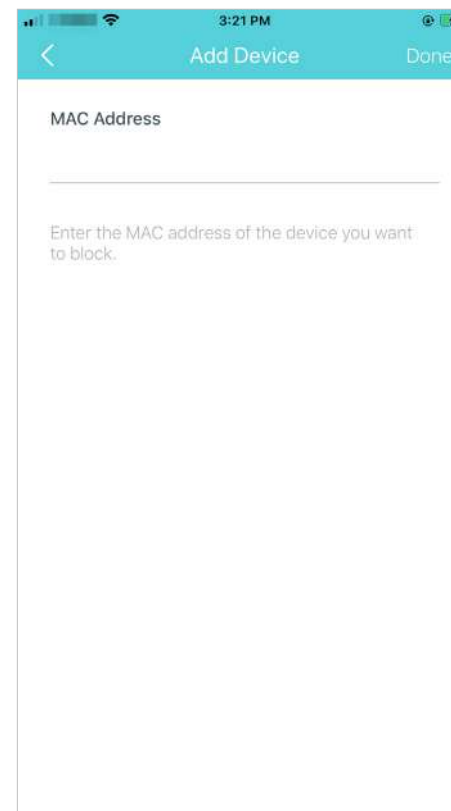 3:21 PM
Add Device
Done
MAC Address
Enter the MAC address of the device you want
to block.